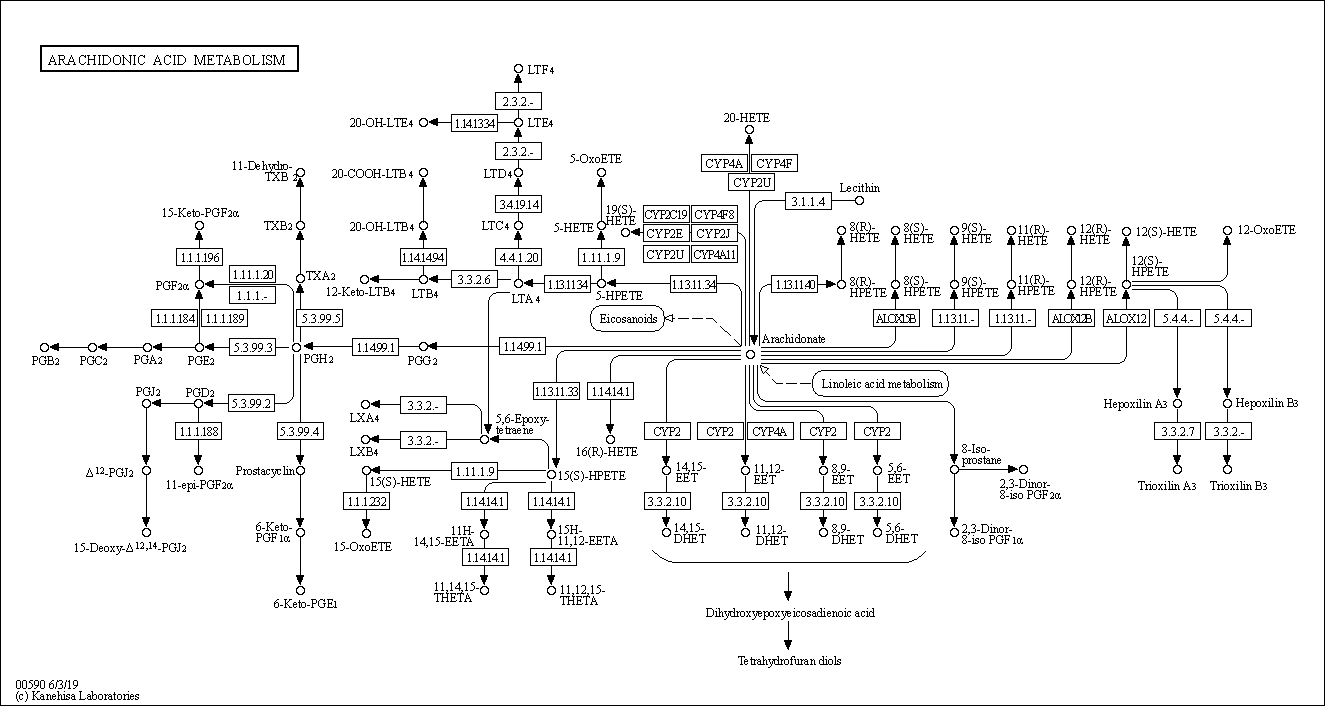 ARACHIDONIC ACID METABOLISM
LTF4
2.3.2.-
20-OH-LTE4
1.14.13.34
LTE4
2.3.2.-
20-HETE
CYP4A
CYP4F
CYP2U
11-Dehydro-
TXB2
20-COOH-LTB4
LTD4
5-OxoETE
Lecithin
3.1.1.4
3.4.19.14
15-Keto-PGF2α
TXB2
20-OH-LTB4
LTC4
5-HETE
19(S)-
HETE
CYP2C19
CYP4F8
CYP2E
CYP2J
CYP2U
CYP4A11
8(R)-
HETE
8(S)-
HETE
9(S)-
HETE
11(R)-
HETE
12(R)-
HETE
12(S)-HETE
12-OxoETE
1.1.1.196
1.14.14.94
4.4.1.20
1.11.1.9
1.11.1.20
1.1.1.-
PGF2α
TXA2
12-Keto-LTB4
LTB4
3.3.2.6
LTA4
1.13.11.34
5-HPETE
1.13.11.34
1.13.11.40
8(R)-
HPETE
8(S)-
HPETE
9(S)-
HPETE
11(R)-
HPETE
12(R)-
HPETE
12(S)-
HPETE
1.1.1.184
1.1.1.189
5.3.99.5
Eicosanoids
ALOX15B
1.13.11.-
1.13.11.-
ALOX12B
ALOX12
5.4.4.-
5.4.4.-
PGB2
PGC2
PGA2
PGE2
5.3.99.3
PGH2
1.14.99.1
PGG2
1.14.99.1
Arachidonate
PGJ2
PGD2
5.3.99.2
1.13.11.33
1.14.14.1
Linoleic acid metabolism
1.1.1.188
5.3.99.4
LXA4
3.3.2.-
LXB4
3.3.2.-
5,6-Epoxy-
tetraene
16(R)-HETE
CYP2
CYP2
CYP4A
CYP2
CYP2
Hepoxilin A3
Hepoxilin B3
3.3.2.7
3.3.2.-
Δ12-PGJ2
11-epi-PGF2α
Prostacyclin
15(S)-HETE
1.11.1.9
15(S)-HPETE
14,15-
EET
11,12-
EET
8,9-
EET
5,6-
EET
8-Iso-
prostane
2,3-Dinor-
8-iso PGF2α
Trioxilin A3
Trioxilin B3
1.1.1.232
1.14.14.1
1.14.14.1
3.3.2.10
3.3.2.10
3.3.2.10
3.3.2.10
15-Deoxy-Δ12,14-PGJ2
6-Keto-
PGF1α
15-OxoETE
11H-
14,15-EETA
15H-
11,12-EETA
14,15-
DHET
11,12-
DHET
8,9-
DHET
5,6-
DHET
2,3-Dinor-
8-iso PGF1α
1.14.14.1
1.14.14.1
6-Keto-PGE1
11,14,15-
THETA
11,12,15-
THETA
Dihydroxyepoxyeicosadienoic acid
Tetrahydrofuran diols
00590 6/3/19
(c) Kanehisa Laboratories